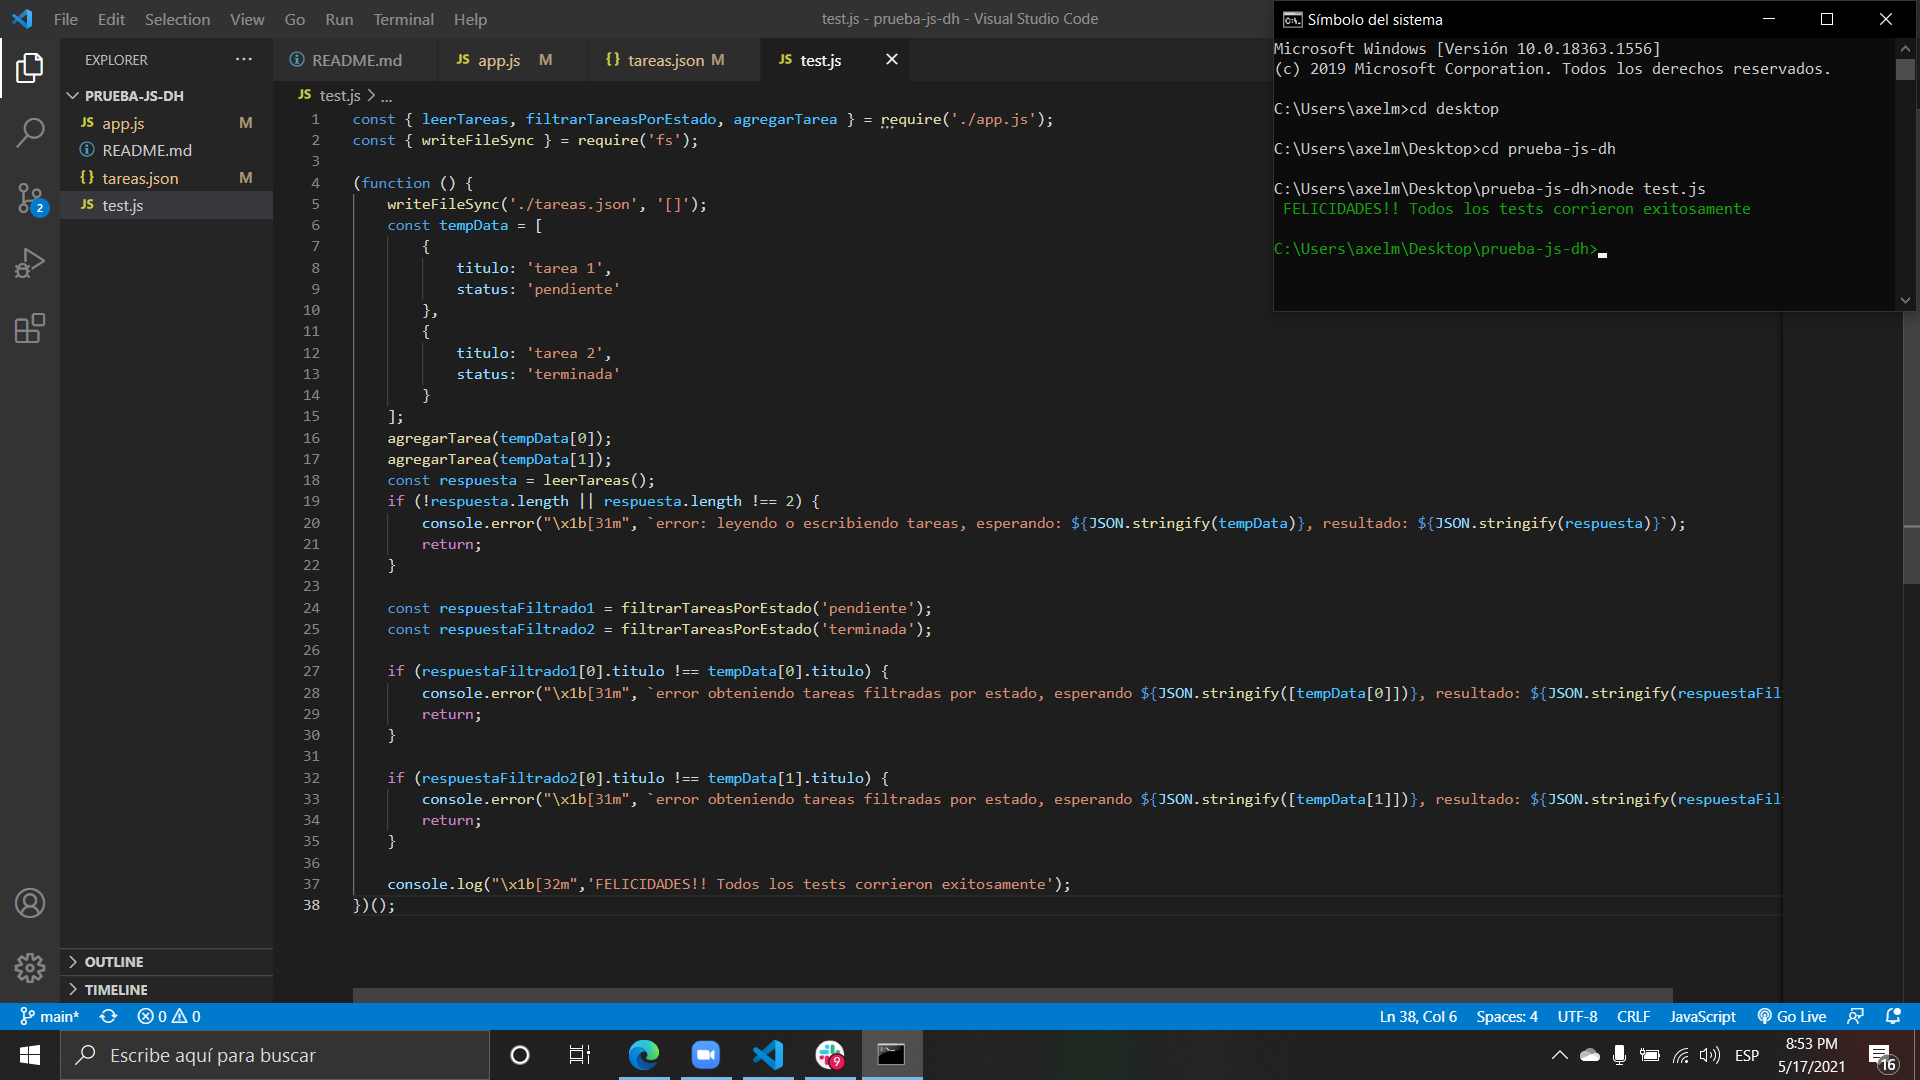 File Edit Selection View Go Run Terminal Help
test.js - prueba-js-dh - Visual Studio Code
EXPLORER
PRUEBA-JS-DH
JS app.js M
README.md
{} tareas.json M
JS test.js
2
OUTLINE
TIMELINE
README.md
JS app.js M
{} tareas.json M
JS test.js
JS test.js > ...
1 const { leerTareas, filtrarTareasPorEstado, agregarTarea } = require('./app.js');
2 const { writeFileSync } = require('fs');
3
4 (function () {
5 writeFileSync('./tareas.json', '[]');
6 const tempData = [
7 {
8 titulo: 'tarea 1',
9 status: 'pendiente'
10 },
11 {
12 titulo: 'tarea 2',
13 status: 'terminada'
14 }
15 ];
16 agregarTarea(tempData[0]);
17 agregarTarea(tempData[1]);
18 const respuesta = leerTareas();
19 if (!respuesta.length || respuesta.length !== 2) {
20 console.error("\x1b[31m", `error: leyendo o escribiendo tareas, esperando: ${JSON.stringify(tempData)}, resultado: ${JSON.stringify(respuesta)}`);
21 return;
22 }
23
24 const respuestaFiltrado1 = filtrarTareasPorEstado('pendiente');
25 const respuestaFiltrado2 = filtrarTareasPorEstado('terminada');
26
27 if (respuestaFiltrado1[0].titulo !== tempData[0].titulo) {
28 console.error("\x1b[31m", `error obteniendo tareas filtradas por estado, esperando ${JSON.stringify([tempData[0]])}, resultado: ${JSON.stringify(respuestaFil
29 return;
30 }
31
32 if (respuestaFiltrado2[0].titulo !== tempData[1].titulo) {
33 console.error("\x1b[31m", `error obteniendo tareas filtradas por estado, esperando ${JSON.stringify([tempData[1]])}, resultado: ${JSON.stringify(respuestaFil
34 return;
35 }
36
37 console.log("\x1b[32m",'FELICIDADES!! Todos los tests corrieron exitosamente');
38 })();
Símbolo del sistema
Microsoft Windows [Versión 10.0.18363.1556]
(c) 2019 Microsoft Corporation. Todos los derechos reservados.
C:\Users\axelm>cd desktop
C:\Users\axelm\Desktop>cd prueba-js-dh
C:\Users\axelm\Desktop\prueba-js-dh>node test.js
FELICIDADES!! Todos los tests corrieron exitosamente
C:\Users\axelm\Desktop\prueba-js-dh>
main* 0 0
Ln 38, Col 6 Spaces: 4 UTF-8 CRLF JavaScript Go Live
Escribe aquí para buscar
9
ESP
8:53 PM
5/17/2021
16